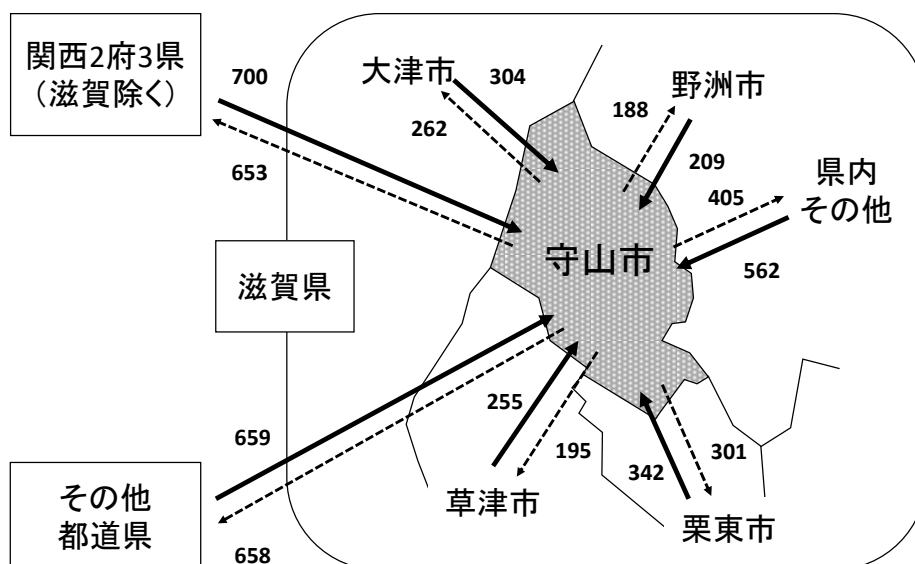 関西2府3県
（滋賀除く）
700
653
大津市
304
262
野洲市
188
209
県内
その他
405
562
守山市
滋賀県
659
658
その他
都道県
255
195
草津市
342
301
栗東市